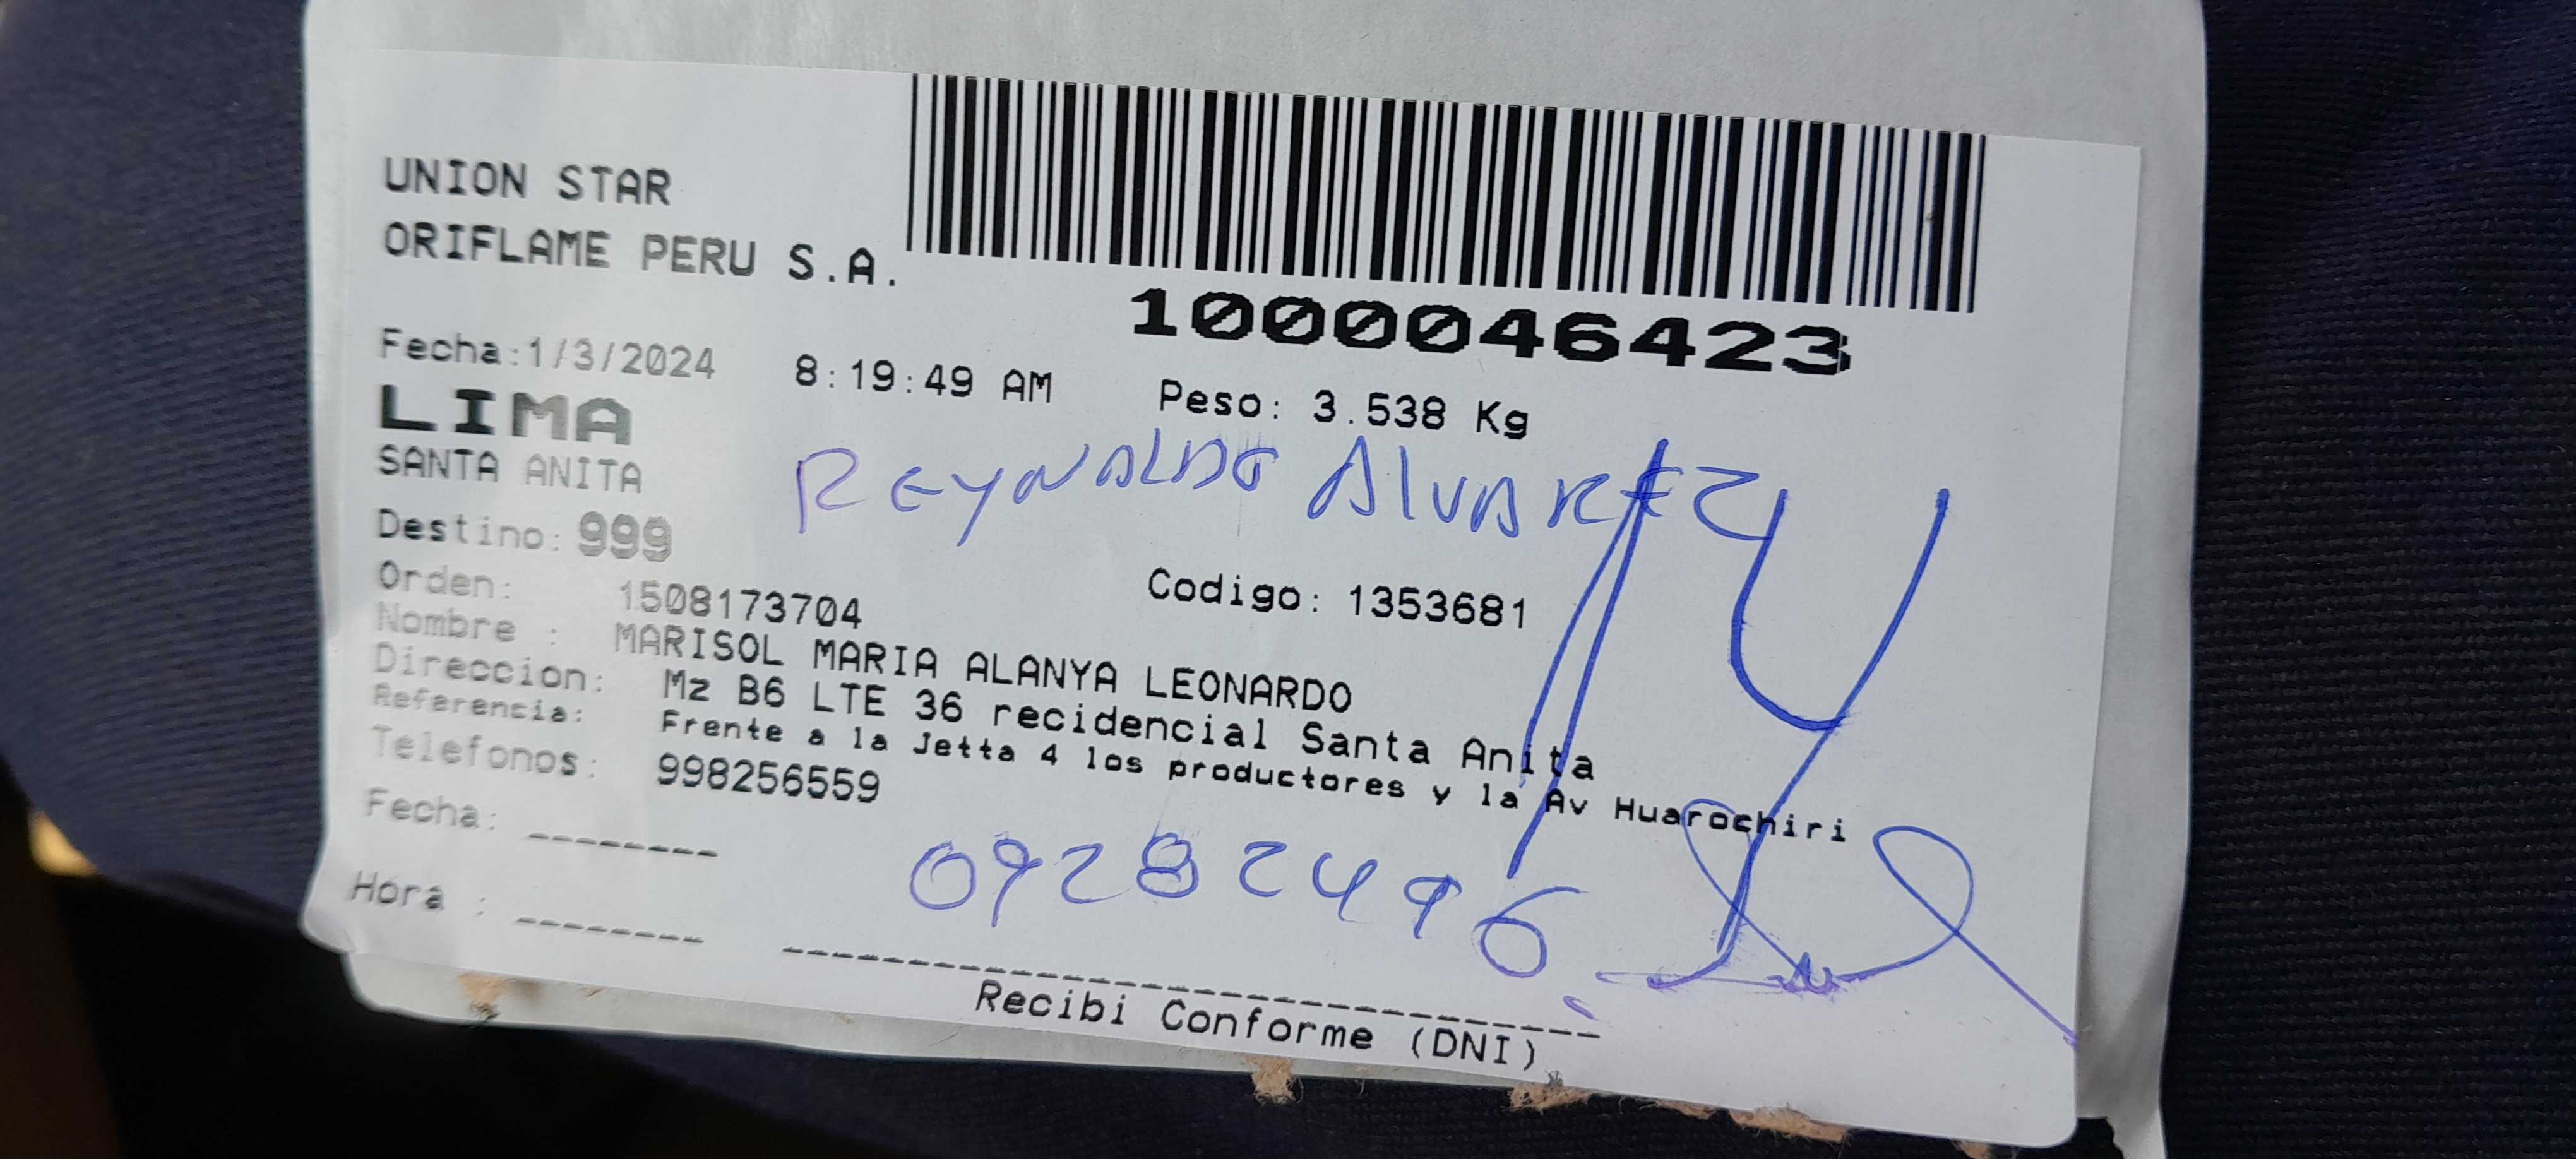 UNION STAR
ORIFLAME PERU S.A.
1000046423
Fecha:1/3/2024 8:19:49 AM Peso: 3.538 Kg
LIMA
SANTA ANITA
REYNALDO ALVAREZ
Destino: 999
Orden: 1508173704 Codigo: 1353681
Nombre : MARISOL MARIA ALANYA LEONARDO
Direccion: Mz B6 LTE 36 recidencial Santa Anita
Referencia: Frente a la Jetta 4 los productores y la Av Huarochiri
Telefonos: 998256559
Fecha: --------
09282496
Hora : --------
Recibi Conforme (DNI)